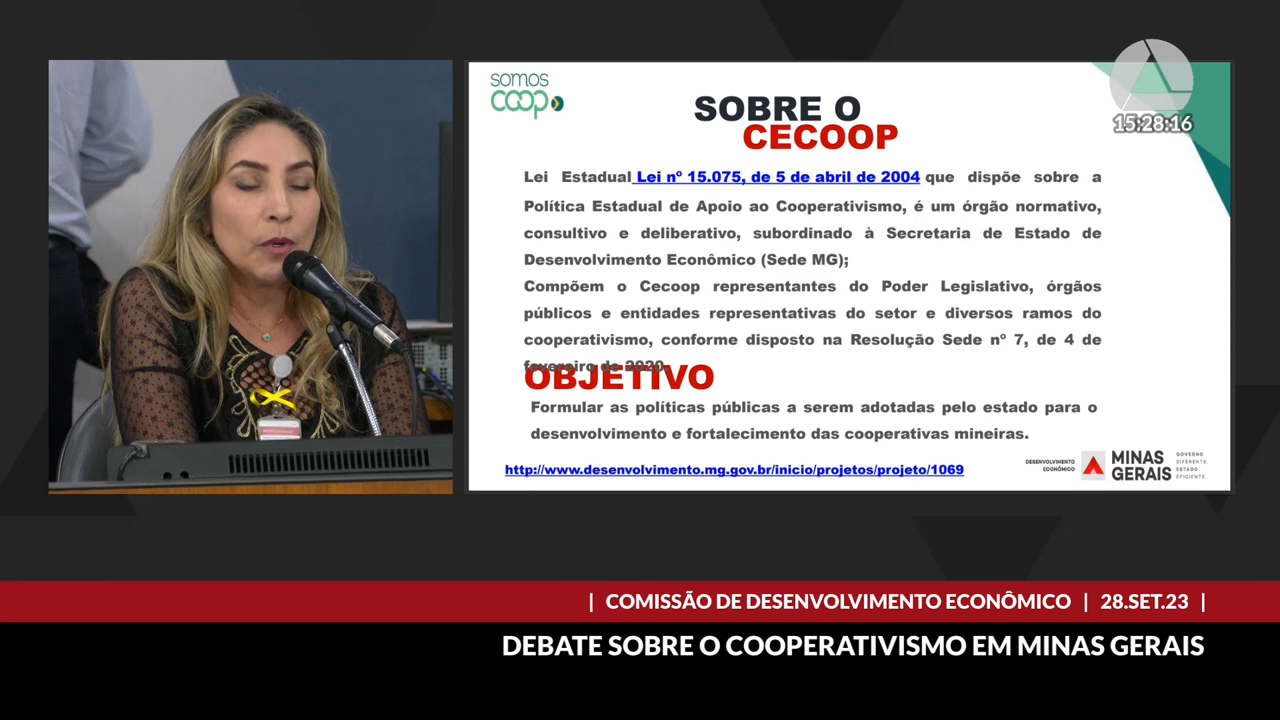 somos
coop
15:28:16
SOBRE O
CECOOP
Lei Estadual Lei nº 15.075, de 5 de abril de 2004 que dispõe sobre a
Política Estadual de Apoio ao Cooperativismo, é um órgão normativo,
consultivo e deliberativo, subordinado à Secretaria de Estado de
Desenvolvimento Econômico (Sede MG);
Compõem o Cecoop representantes do Poder Legislativo, órgãos
públicos e entidades representativas do setor e diversos ramos do
cooperativismo, conforme disposto na Resolução Sede nº 7, de 4 de
fevereiro de 2020.
OBJETIVO
Formular as políticas públicas a serem adotadas pelo estado para o
desenvolvimento e fortalecimento das cooperativas mineiras.
http://www.desenvolvimento.mg.gov.br/inicio/projetos/projeto/1069
DESENVOLVIMENTO
ECONÔMICO
MINAS
GERAIS
GOVERNO
DIFERENTE.
ESTADO
EFICIENTE.
| COMISSÃO DE DESENVOLVIMENTO ECONÔMICO | 28.SET.23 |
DEBATE SOBRE O COOPERATIVISMO EM MINAS GERAIS